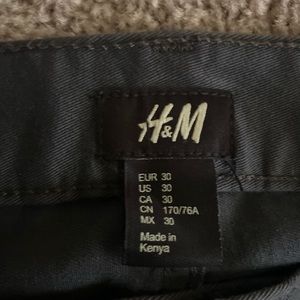 H&M
EUR 30
US 30
CA 30
CN 170/76A
MX 30
Made in
Kenya